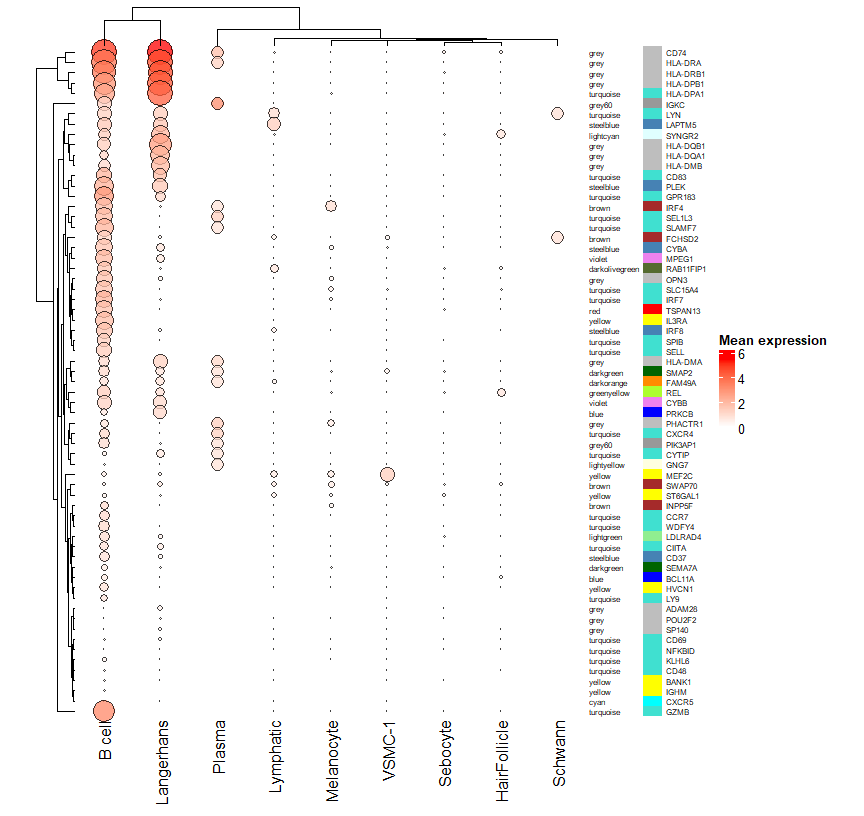 grey CD74
grey HLA-DRA
grey HLA-DRB1
grey HLA-DPB1
turquoise HLA-DPA1
grey60 IGKC
turquoise LYN
steelblue LAPTM5
lightcyan SYNGR2
grey HLA-DQB1
grey HLA-DQA1
grey HLA-DMB
turquoise CD83
steelblue PLEK
turquoise GPR183
brown IRF4
turquoise SEL1L3
turquoise SLAMF7
brown FCHSD2
steelblue CYBA
violet MPEG1
darkolivegreen RAB11FIP1
grey OPN3
turquoise SLC15A4
turquoise IRF7
red TSPAN13
yellow IL3RA
steelblue IRF8
turquoise SPIB
turquoise SELL
grey HLA-DMA
darkgreen SMAP2
darkorange FAM49A
greenyellow REL
violet CYBB
blue PRKCB
grey PHACTR1
turquoise CXCR4
grey60 PIK3AP1
turquoise CYTIP
lightyellow GNG7
yellow MEF2C
brown SWAP70
yellow ST6GAL1
brown INPP5F
turquoise CCR7
turquoise WDFY4
lightgreen LDLRAD4
turquoise CIITA
steelblue CD37
darkgreen SEMA7A
blue BCL11A
yellow HVCN1
turquoise LY9
grey ADAM28
grey POU2F2
grey SP140
turquoise CD69
turquoise NFKBID
turquoise KLHL6
turquoise CD48
yellow BANK1
yellow IGHM
cyan CXCR5
turquoise GZMB
Mean expression
6
4
2
0
B cell
Langerhans
Plasma
Lymphatic
Melanocyte
VSMC-1
Sebocyte
HairFollicle
Schwann